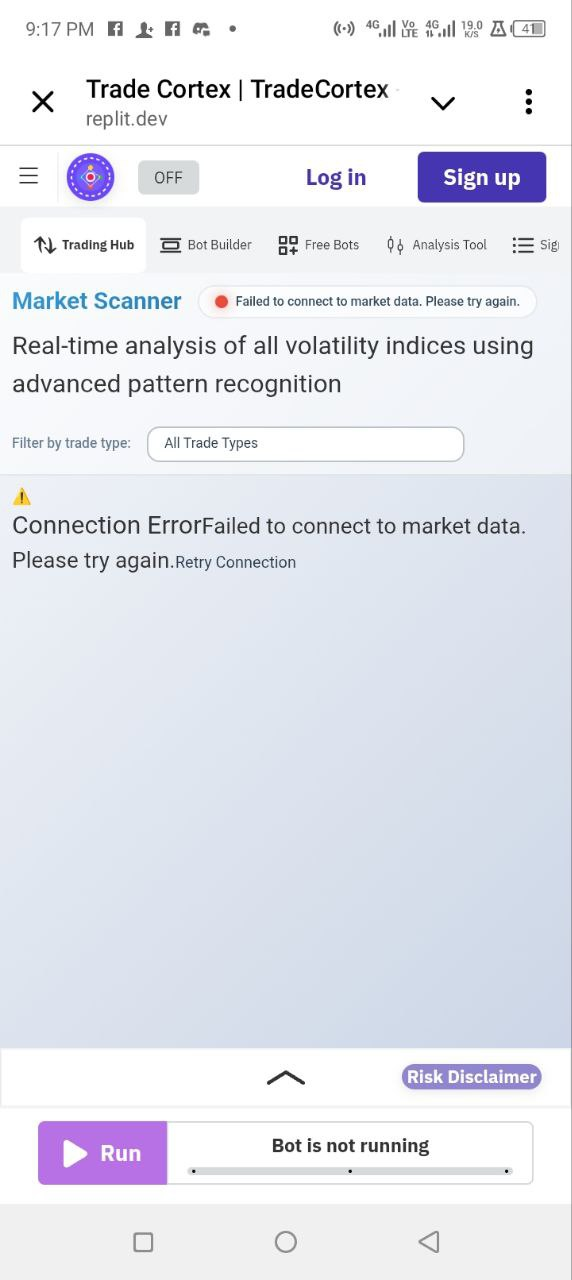 9:17 PM
4G Vo LTE 4G 19.0 K/S 41
Trade Cortex | TradeCortex
replit.dev
OFF
Log in
Sign up
Trading Hub
Bot Builder
Free Bots
Analysis Tool
Sig
Market Scanner
Failed to connect to market data. Please try again.
Real-time analysis of all volatility indices using
advanced pattern recognition
Filter by trade type:
All Trade Types
Connection ErrorFailed to connect to market data.
Please try again.Retry Connection
Risk Disclaimer
Run
Bot is not running